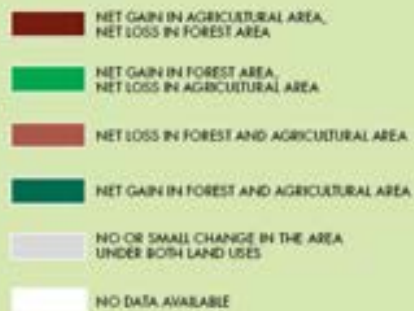 NET GAIN IN AGRICULTURAL AREA,
NET LOSS IN FOREST AREA
NET GAIN IN FOREST AREA,
NET LOSS IN AGRICULTURAL AREA
NET LOSS IN FOREST AND AGRICULTURAL AREA
NET GAIN IN FOREST AND AGRICULTURAL AREA
NO OR SMALL CHANGE IN THE AREA
UNDER BOTH LAND USES
NO DATA AVAILABLE